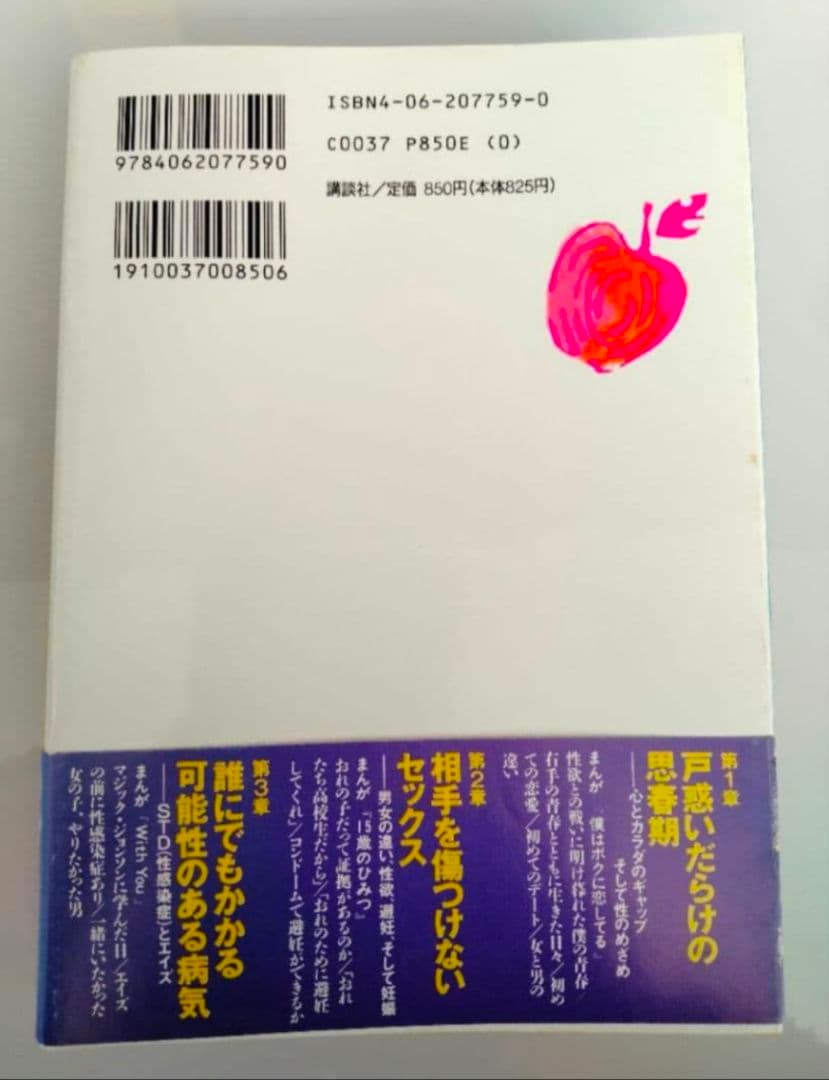 ISBN4-06-207759-0
9784062077590
C0037 P850E (0)
講談社/定価 850円(本体825円)
1910037008506
第1章
戸惑いだらけの
思春期
――心とカラダのギャップ
そして性のめざめ
まんが 僕はボクに恋してる」
性欲との戦いに明け暮れた僕の青春/
右手の青春とともに生きた日々/初め
ての恋愛/初めてのデート/女と男の
違い
第2章
相手を傷つけない
セックス
――男女の違い、性欲、避妊、そして妊娠
まんが「15歳のひみつ」
おれの子だって証拠があるのか/「おれ
たち高校生だから」/「おれのために避妊
してくれ」/コンドームで避妊ができるか
第3章
誰にでもかかる
可能性のある病気
――STD(性感染症)とエイズ
まんが「With You」
マジック・ジョンソンに学んだ日/エイズ
の前に性感染症あり/一緒にいたかった
女の子、やりたかった男